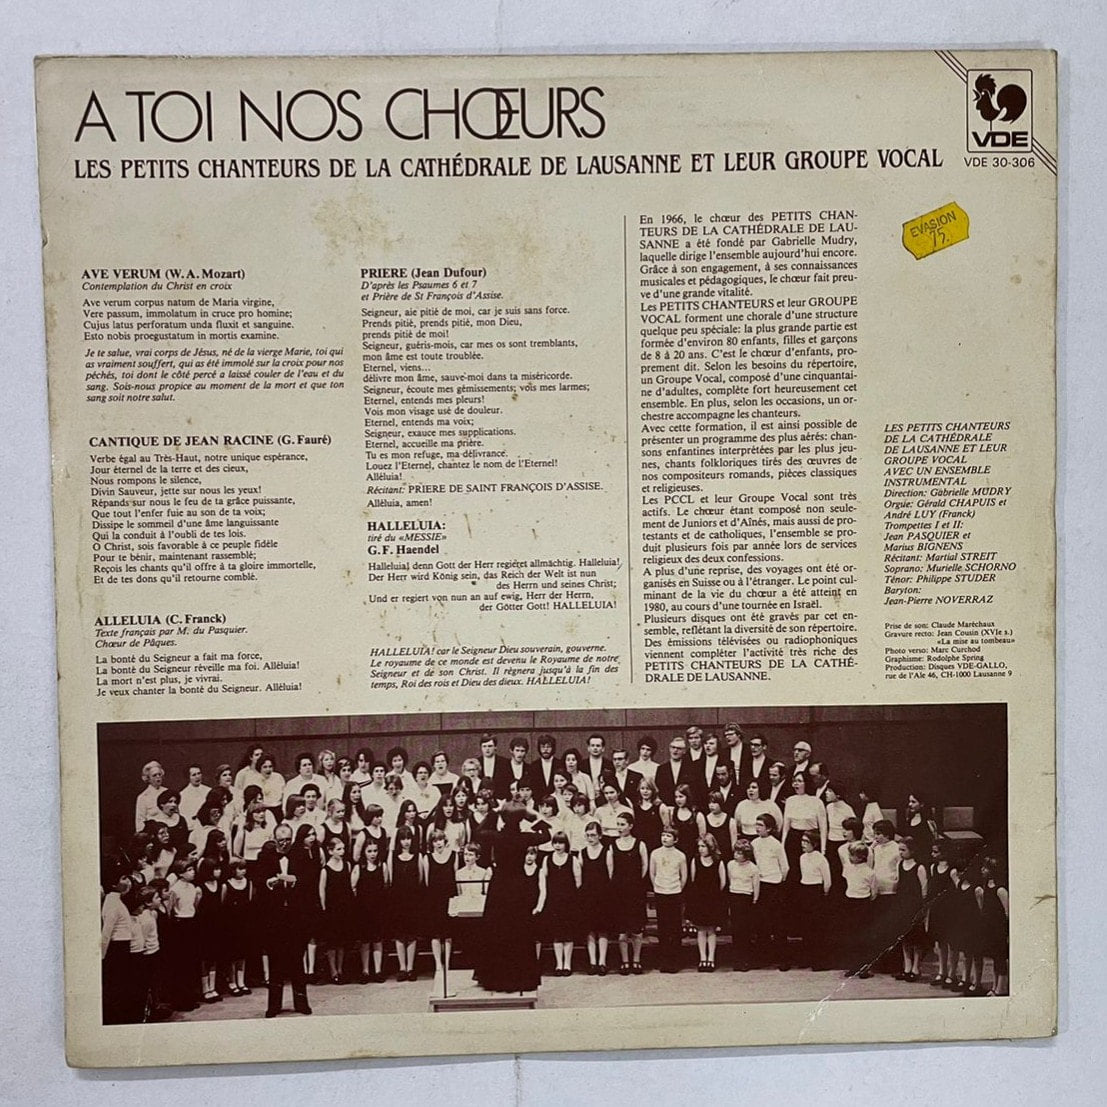 A TOI NOS CHŒURS
LES PETITS CHANTEURS DE LA CATHÉDRALE DE LAUSANNE ET LEUR GROUPE VOCAL
VDE
VDE 30-306
EVASION
15.
AVE VERUM (W. A. Mozart)
Contemplation du Christ en croix
Ave verum corpus natum de Maria virgine,
Vere passum, immolatum in cruce pro homine;
Cujus latus perforatum unda fluxit et sanguine.
Esto nobis proegustatum in mortis examine.
Je te salue, vrai corps de Jésus, né de la vierge Marie, toi qui
as vraiment souffert, qui as été immolé sur la croix pour nos
péchés, toi dont le côté percé a laissé couler de l'eau et du
sang. Sois-nous propice au moment de la mort et que ton
sang soit notre salut.
CANTIQUE DE JEAN RACINE (G. Fauré)
Verbe égal au Très-Haut, notre unique espérance,
Jour éternel de la terre et des cieux,
Nous rompons le silence,
Divin Sauveur, jette sur nous les yeux!
Répands sur nous le feu de ta grâce puissante,
Que tout l'enfer fuie au son de ta voix;
Dissipe le sommeil d'une âme languissante
Qui la conduit à l'oubli de tes lois.
O Christ, sois favorable à ce peuple fidèle
Pour te bénir, maintenant rassemblé;
Reçois les chants qu'il offre à ta gloire immortelle,
Et de tes dons qu'il retourne comblé.
ALLELUIA (C. Franck)
Texte français par M. du Pasquier.
Chœur de Pâques.
La bonté du Seigneur a fait ma force,
La bonté du Seigneur réveille ma foi. Alléluia!
La mort n'est plus, je vivrai.
Je veux chanter la bonté du Seigneur. Alléluia!
PRIERE (Jean Dufour)
D'après les Psaumes 6 et 7
et Prière de St François d'Assise.
Seigneur, aie pitié de moi, car je suis sans force.
Prends pitié, prends pitié, mon Dieu,
prends pitié de moi!
Seigneur, guéris-mois, car mes os sont tremblants,
mon âme est toute troublée.
Eternel, viens...
délivre mon âme, sauve-moi dans ta miséricorde.
Seigneur, écoute mes gémissements; vois mes larmes;
Eternel, entends mes pleurs!
Vois mon visage usé de douleur.
Eternel, entends ma voix;
Seigneur, exauce mes supplications.
Eternel, accueille ma prière.
Tu es mon refuge, ma délivrance.
Louez l'Eternel, chantez le nom de l'Eternel!
Alléluia!
Récitant: PRIERE DE SAINT FRANÇOIS D'ASSISE.
Alléluia, amen!
HALLELUIA:
tiré du «MESSIE»
G. F. Haendel
Halleluia! denn Gott der Herr regieret allmächtig. Halleluia!
Der Herr wird König sein, das Reich der Welt ist nun
des Herrn und seines Christ;
Und er regiert von nun an auf ewig, Herr der Herrn,
der Götter Gott! HALLELUIA!
HALLELUIA! car le Seigneur Dieu souverain, gouverne.
Le royaume de ce monde est devenu le Royaume de notre
Seigneur et de son Christ. Il règnera jusqu'à la fin des
temps, Roi des rois et Dieu des dieux. HALLELUIA!
En 1966, le chœur des PETITS CHAN-
TEURS DE LA CATHÉDRALE DE LAU-
SANNE a été fondé par Gabrielle Mudry,
laquelle dirige l'ensemble aujourd'hui encore.
Grâce à son engagement, à ses connaissances
musicales et pédagogiques, le chœur fait preu-
ve d'une grande vitalité.
Les PETITS CHANTEURS et leur GROUPE
VOCAL forment une chorale d'une structure
quelque peu spéciale: la plus grande partie est
formée d'environ 80 enfants, filles et garçons
de 8 à 20 ans. C'est le chœur d'enfants, pro-
prement dit. Selon les besoins du répertoire,
un Groupe Vocal, composé d'une cinquantai-
ne d'adultes, complète fort heureusement cet
ensemble. En plus, selon les occasions, un or-
chestre accompagne les chanteurs.
Avec cette formation, il est ainsi possible de
présenter un programme des plus aérés: chan-
sons enfantines interprétées par les plus jeu-
nes, chants folkloriques tirés des œuvres de
nos compositeurs romands, pièces classiques
et religieuses.
Les PCCL et leur Groupe Vocal sont très
actifs. Le chœur étant composé non seule-
ment de Juniors et d'Aînés, mais aussi de pro-
testants et de catholiques, l'ensemble se pro-
duit plusieurs fois par année lors de services
religieux des deux confessions.
A plus d'une reprise, des voyages ont été or-
ganisés en Suisse ou à l'étranger. Le point cul-
minant de la vie du chœur a été atteint en
1980, au cours d'une tournée en Israël.
Plusieurs disques ont été gravés par cet en-
semble, reflétant la diversité de son répertoire.
Des émissions télévisées ou radiophoniques
viennent compléter l'activité très riche des
PETITS CHANTEURS DE LA CATHÉ-
DRALE DE LAUSANNE.
LES PETITS CHANTEURS
DE LA CATHÉDRALE
DE LAUSANNE ET LEUR
GROUPE VOCAL
AVEC UN ENSEMBLE
INSTRUMENTAL
Direction: Gabrielle MUDRY
Orgue: Gérald CHAPUIS et
André LUY (Franck)
Trompettes I et II:
Jean PASQUIER et
Marius BIGNENS
Récitant: Martial STREIT
Soprano: Murielle SCHORNO
Ténor: Philippe STUDER
Baryton:
Jean-Pierre NOVERRAZ
Prise de son: Claude Maréchaux
Gravure recto: Jean Cousin (XVIe s.)
«La mise au tombeau»
Photo verso: Marc Curchod
Graphisme: Rodolphe Spring
Production: Disques VDE-GALLO,
rue de l'Ale 46, CH-1000 Lausanne 9